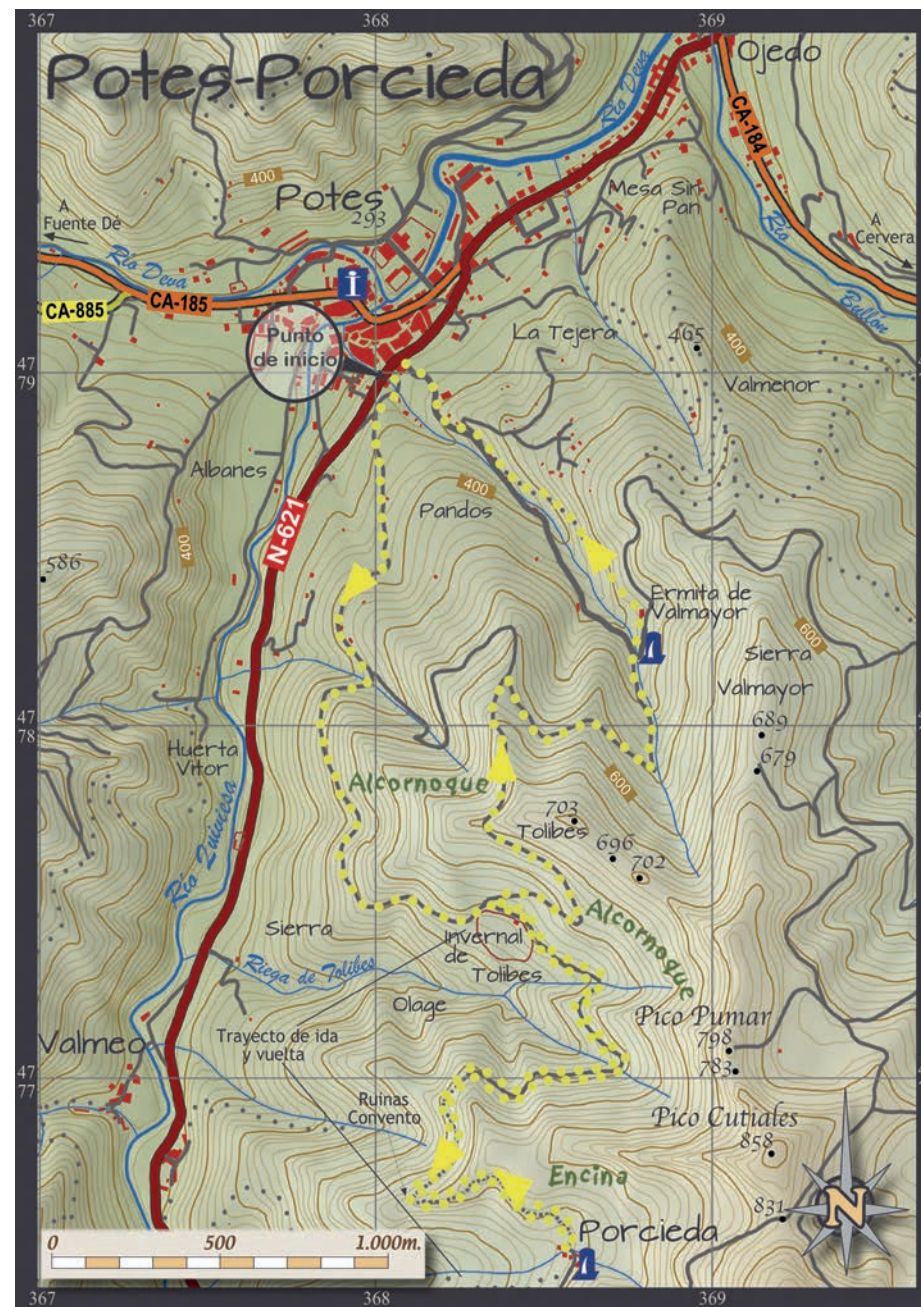 367
368
369
Potes-Porcieda
Ojedo
Río Deva
CA-184
400
Potes
293
Mesa Sin
Pan
A
Fuente Dé
A
Cervera
Río Deva
i
Río
Bullón
CA-185
CA-885
Punto
de inicio
La Tejera
465
400
47
79
Valmenor
Albanes
400
Pandos
400
N-621
586
Ermita de
Valmayor
600
Sierra
Valmayor
47
78
689
679
Huerta
Vitor
Alcornoque
600
703
Tolibes
696
702
Río Quiviesa
Alcornoque
Sierra
Invernal
de
Tolibes
Riega de Tolibes
Olage
Pico Pumar
798
783
Valmeo
Trayecto de ida
y vuelta
47
77
Ruinas
Convento
Pico Cutiales
858
Encina
831
N
Porcieda
0
500
1.000m.
367
368
369